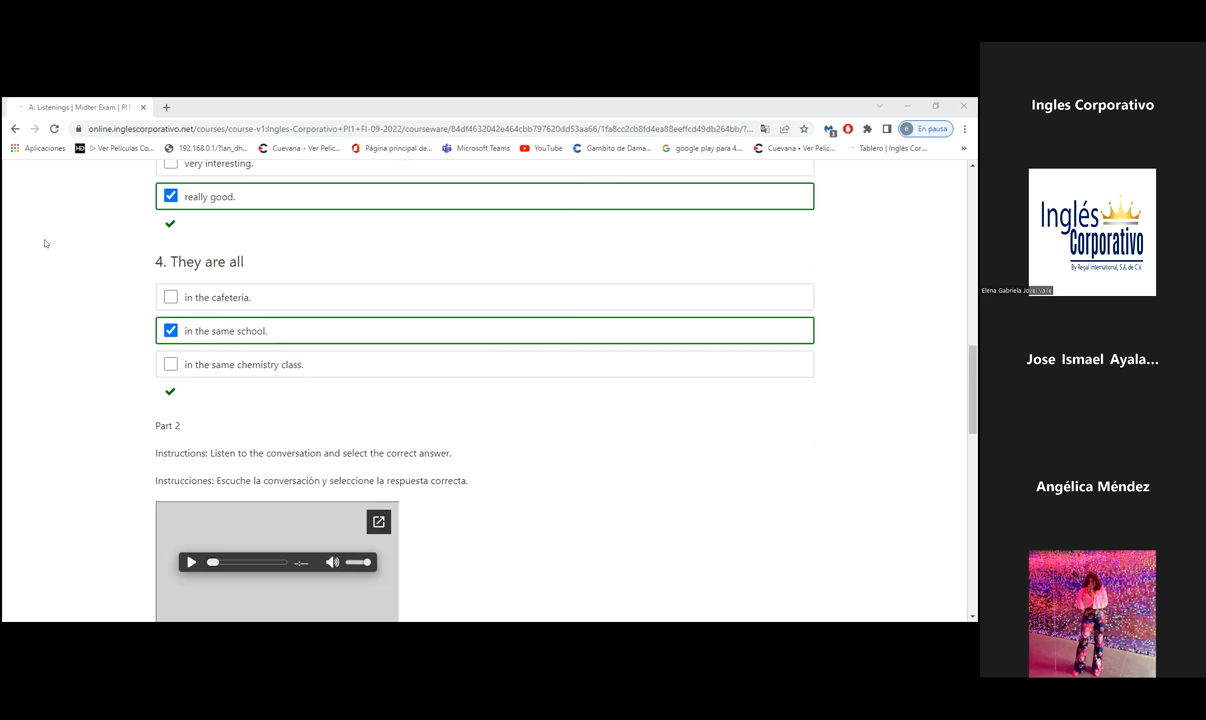 A: Listenings | Midter Exam | PI1
online.inglescorporativo.net/courses/course-v1:Ingles-Corporativo+PI1+FI-09-2022/courseware/84df4632042e464cbb797620dd53aa66/1fa8cc2cb8fd4ea88eeffcd49db264bb/?...
e En pausa
Aplicaciones
▷ Ver Películas Co...
192.168.0.1/?lan_dh...
Cuevana • Ver Pelic...
Página principal de...
Microsoft Teams
YouTube
Gambito de Dama...
google play para 4....
Cuevana • Ver Pelic...
Tablero | Inglés Cor...
»
very interesting.
really good.
4. They are all
in the cafeteria.
in the same school.
in the same chemistry class.
Part 2
Instructions: Listen to the conversation and select the correct answer.
Instrucciones: Escuche la conversación y seleccione la respuesta correcta.
-:--
Ingles Corporativo
Inglés
Corporativo
By Regal International, S.A. de C.V.
Elena Gabriela Jovel Valle
Jose Ismael Ayala...
Angélica Méndez